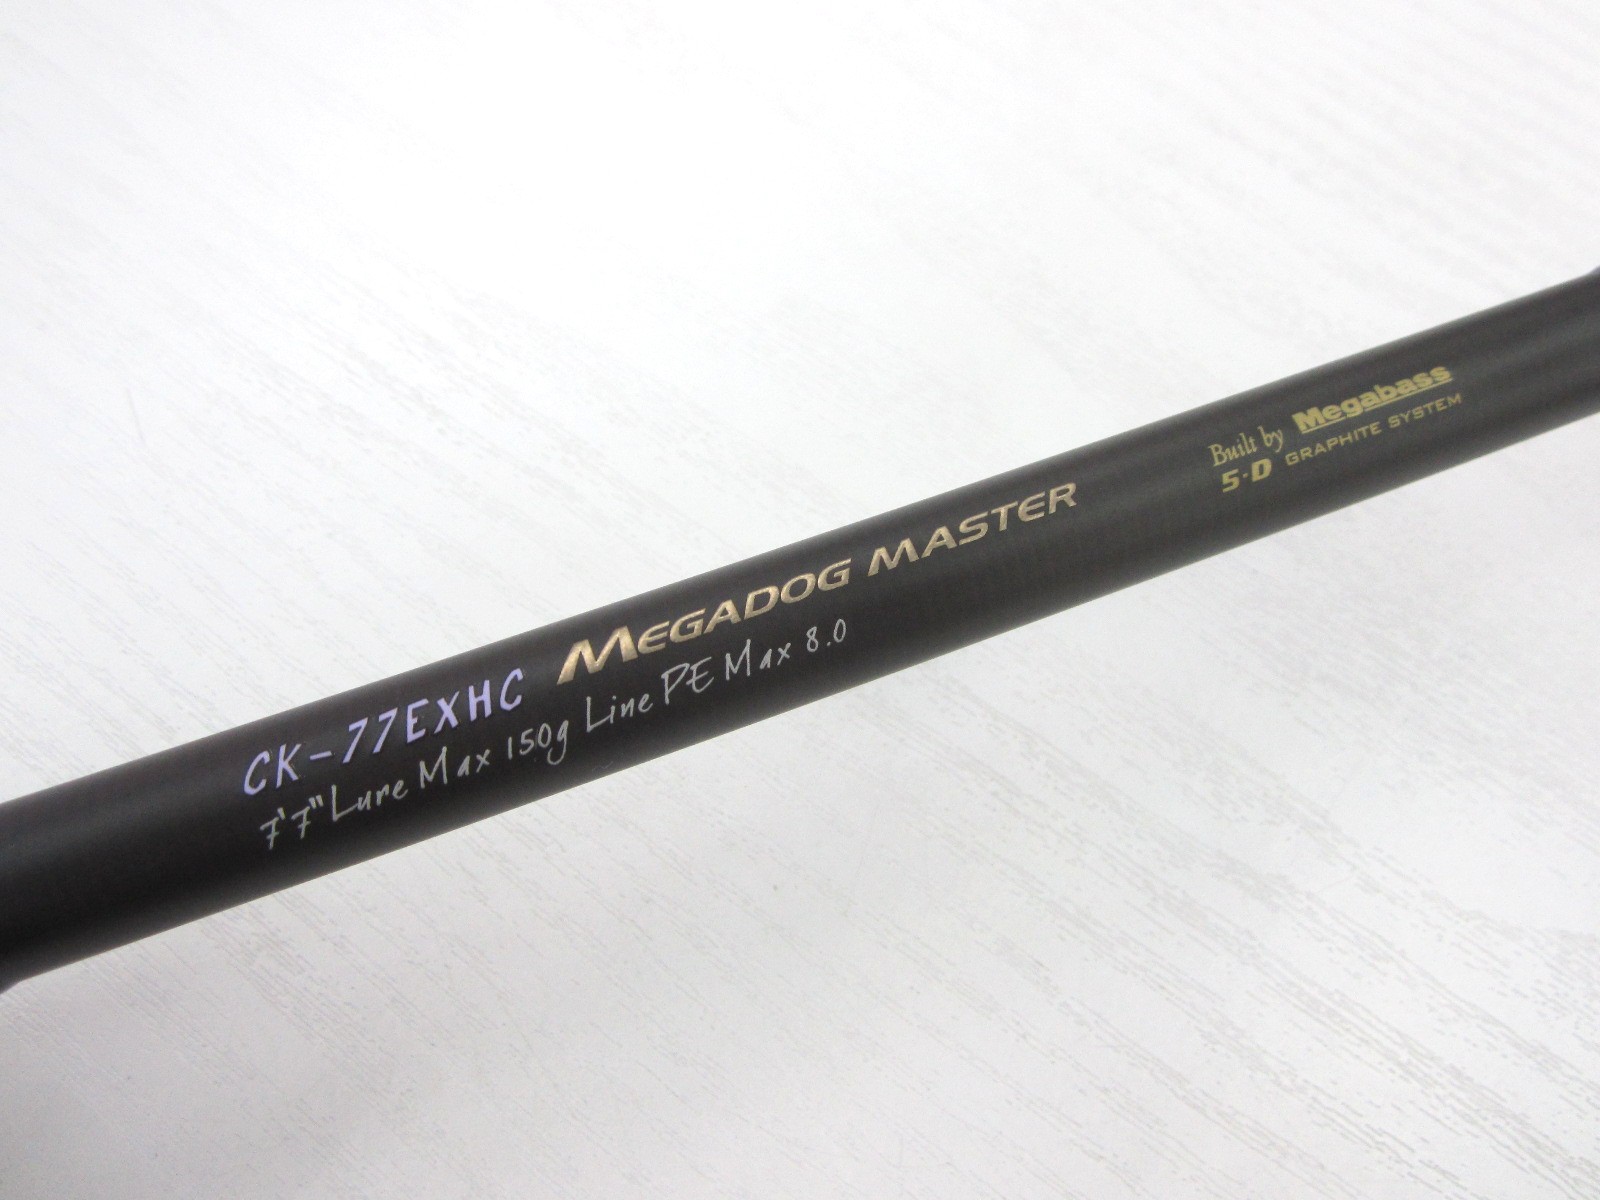 CK-77EXHC MEGADOG MASTER
7'7" Lure Max 150g Line PE Max 8.0
Built by Megabass
5-D GRAPHITE SYSTEM